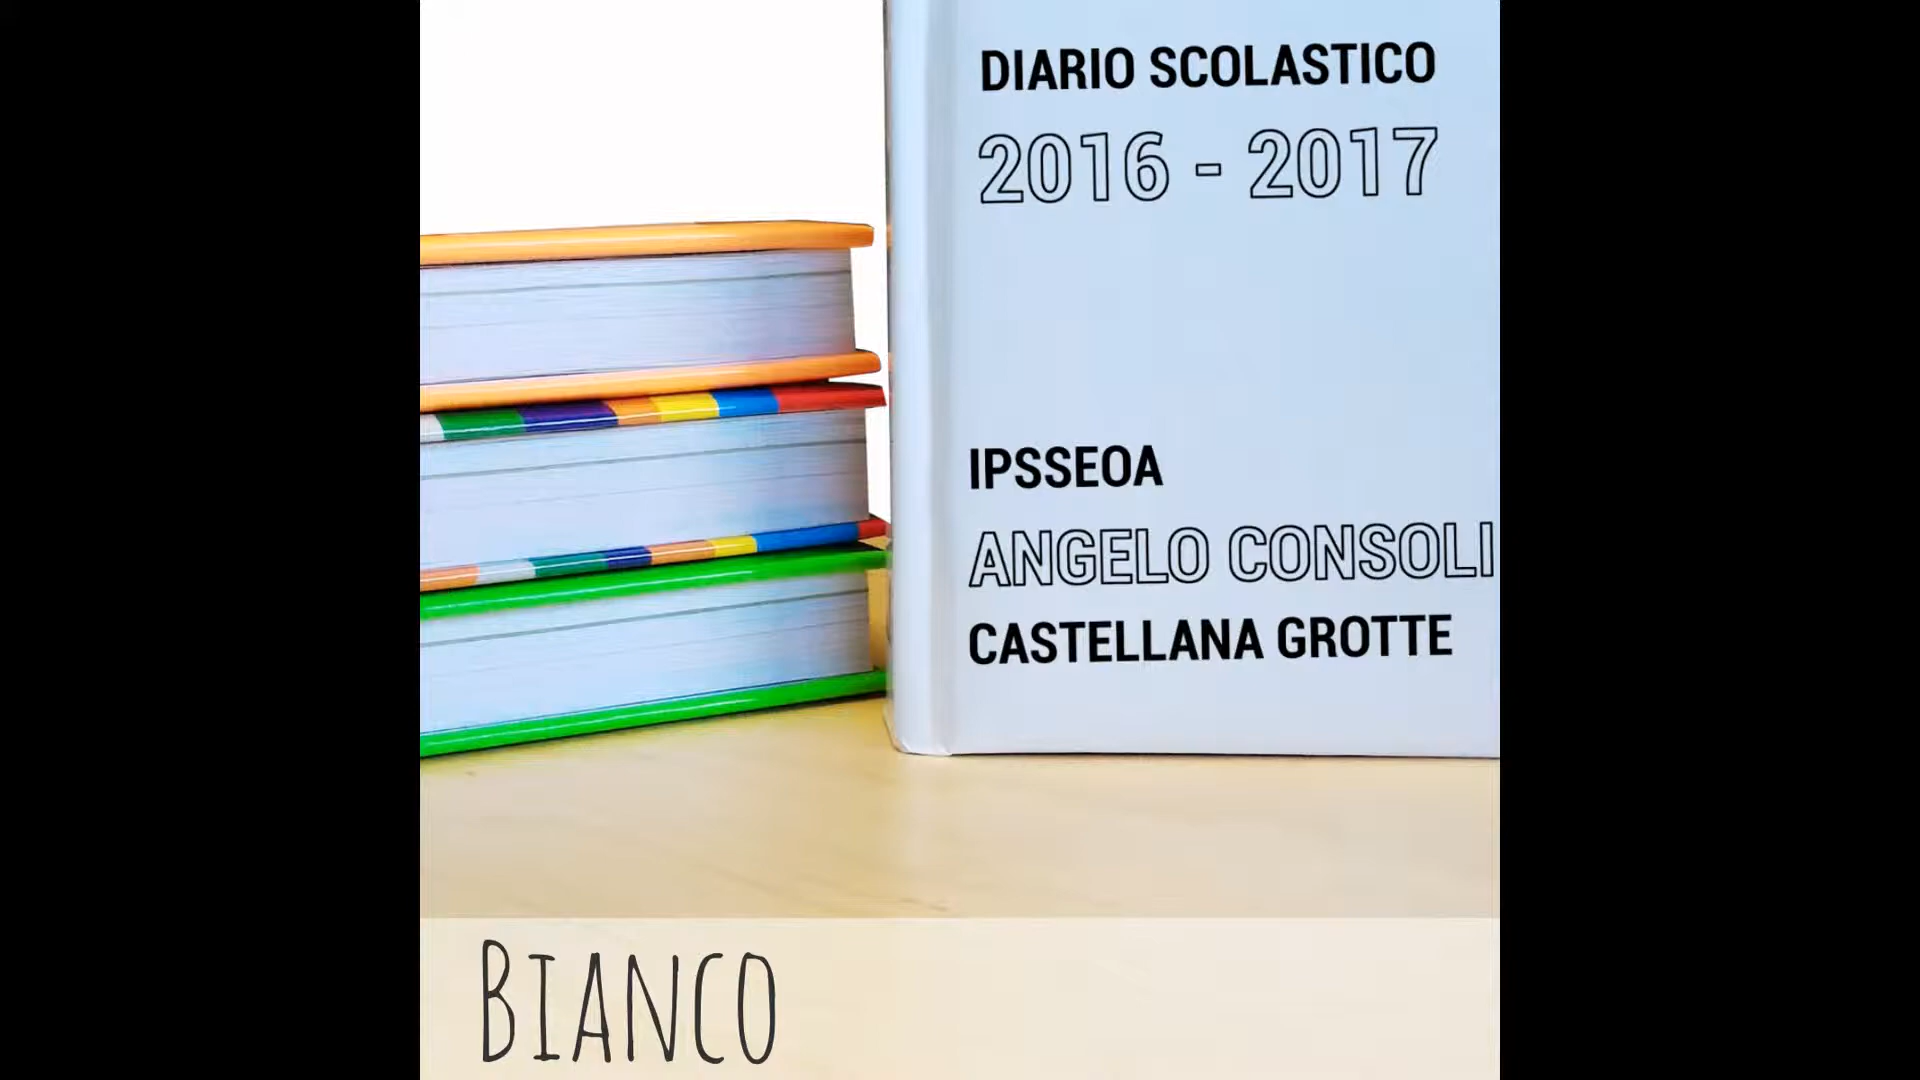 DIARIO SCOLASTICO
2016 - 2017
IPSSEOA
ANGELO CONSOLI
CASTELLANA GROTTE
BIANCO